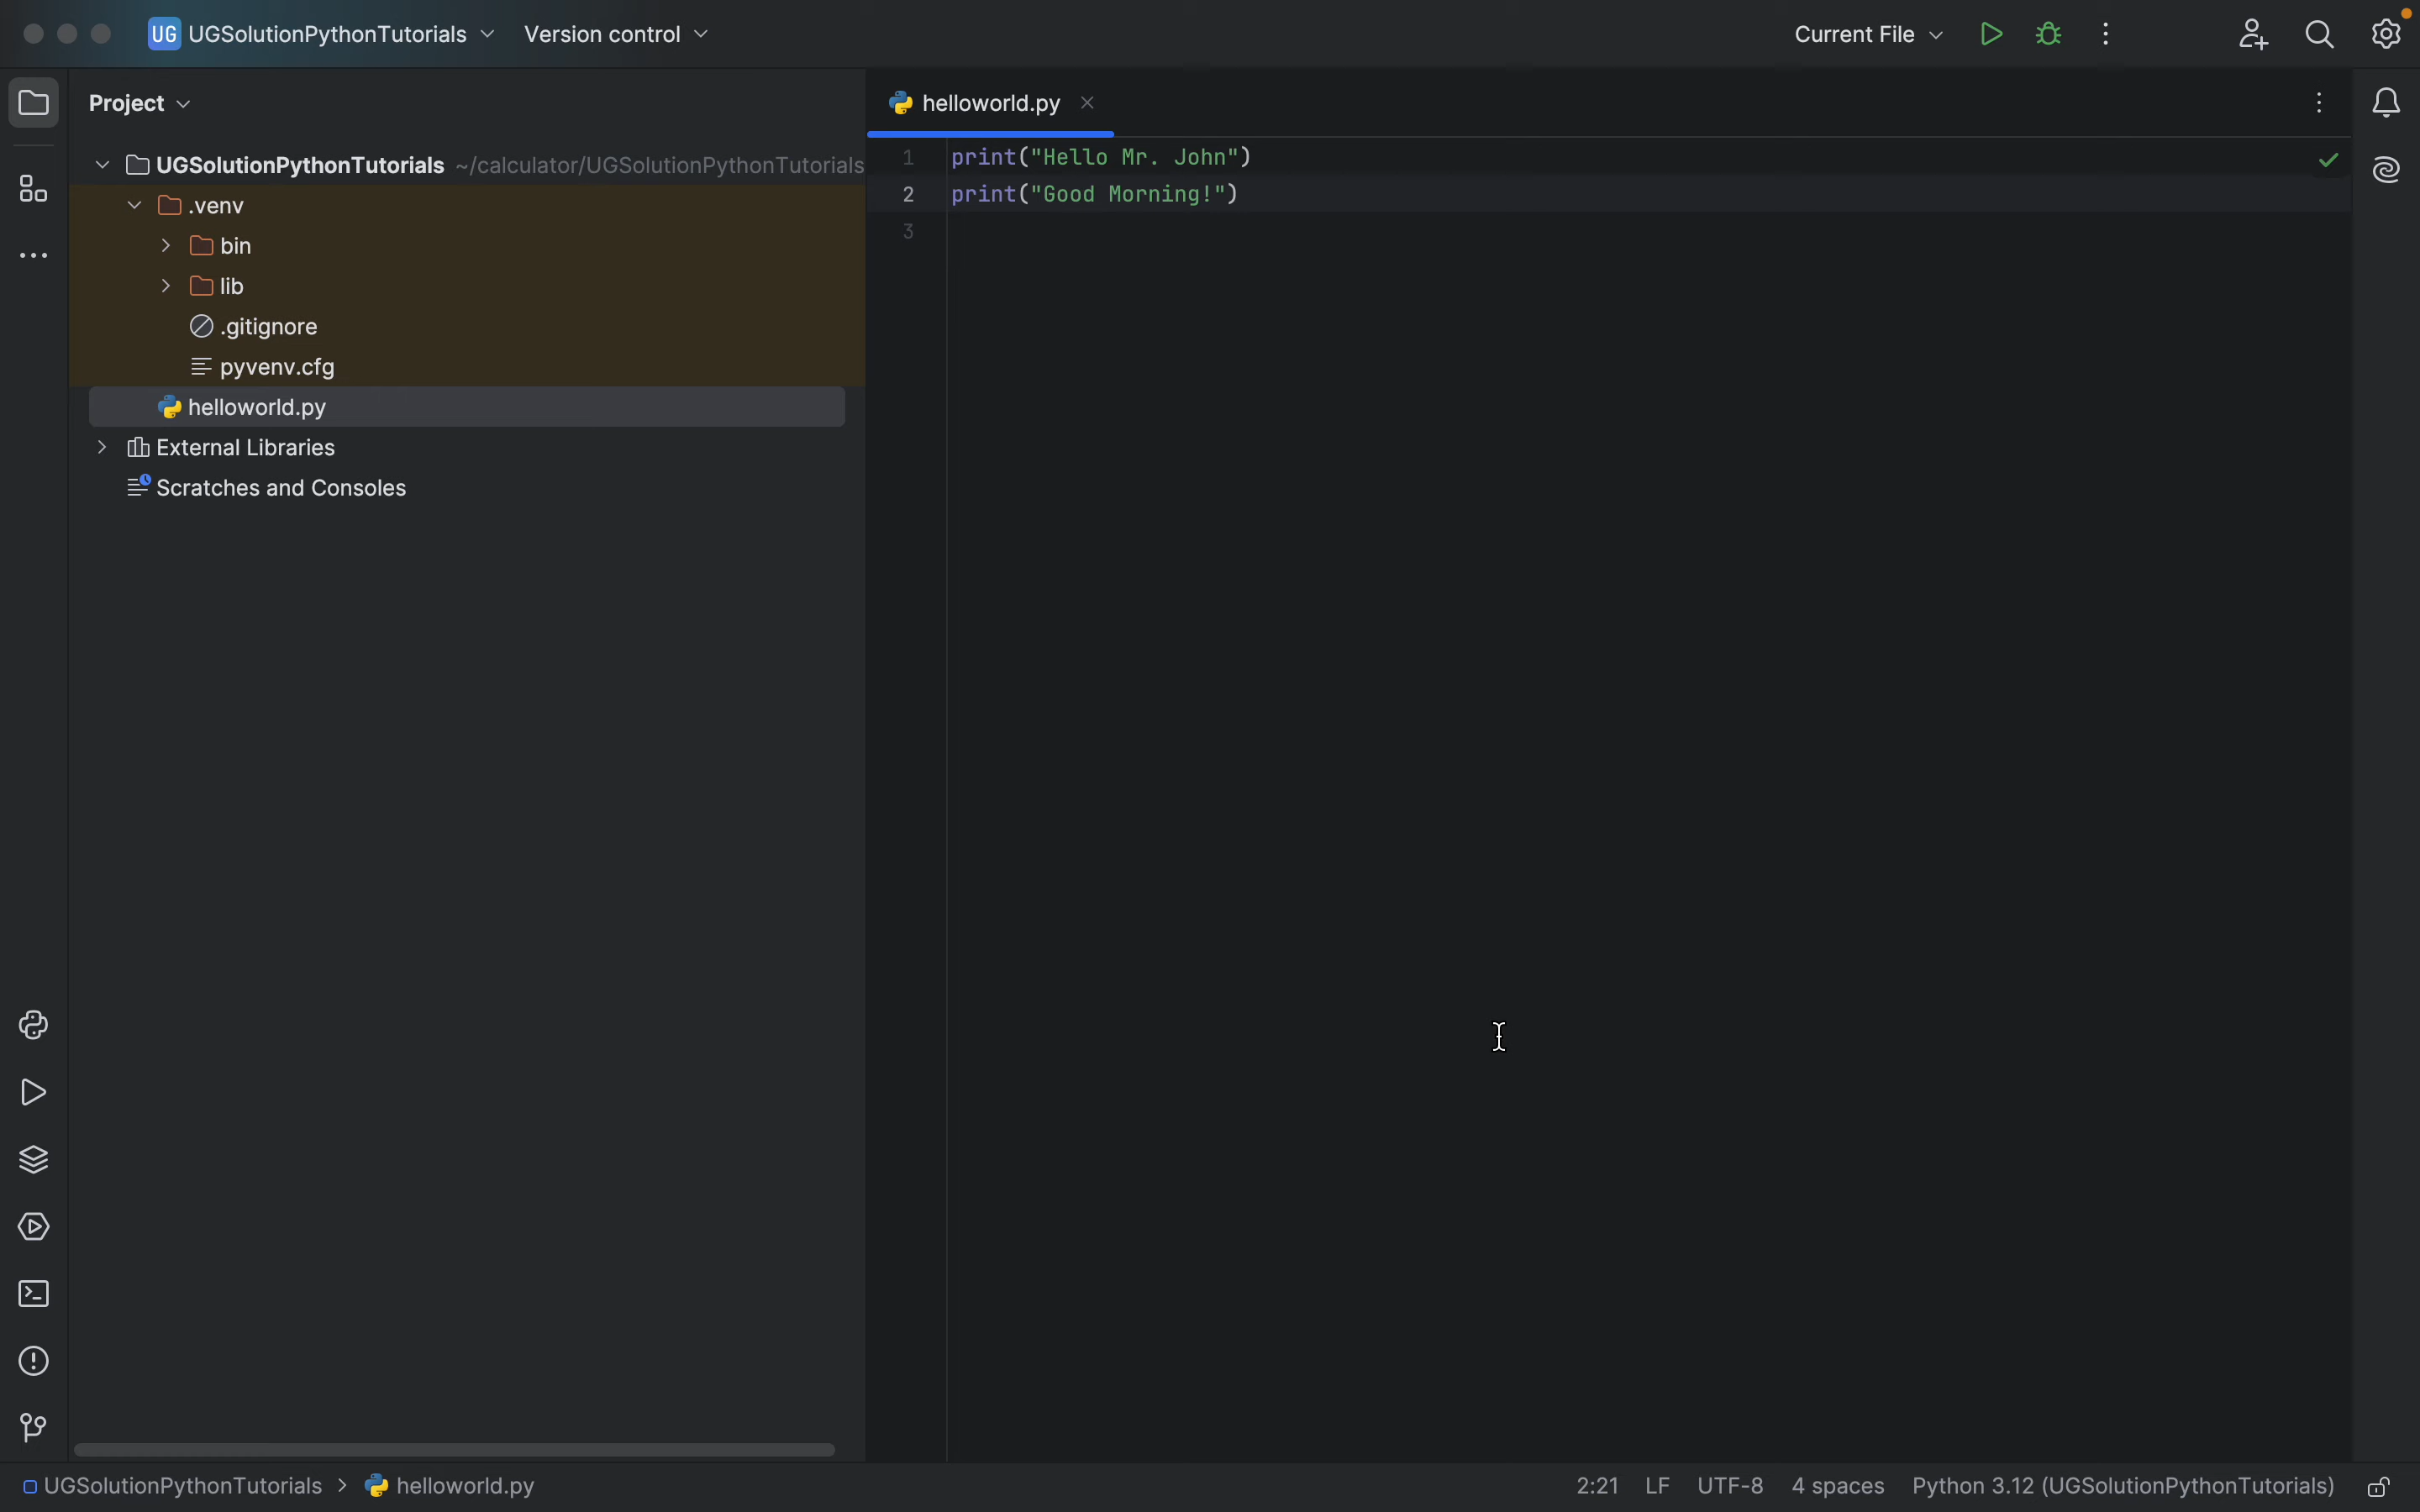 UG UGSolutionPythonTutorials Version control Current File
Project
helloworld.py
UGSolutionPythonTutorials ~/calculator/UGSolutionPythonTutorials
.venv
bin
lib
.gitignore
pyvenv.cfg
helloworld.py
External Libraries
Scratches and Consoles
1 print("Hello Mr. John")
2 print("Good Morning!")
3
UGSolutionPythonTutorials > helloworld.py 2:21 LF UTF-8 4 spaces Python 3.12 (UGSolutionPythonTutorials)